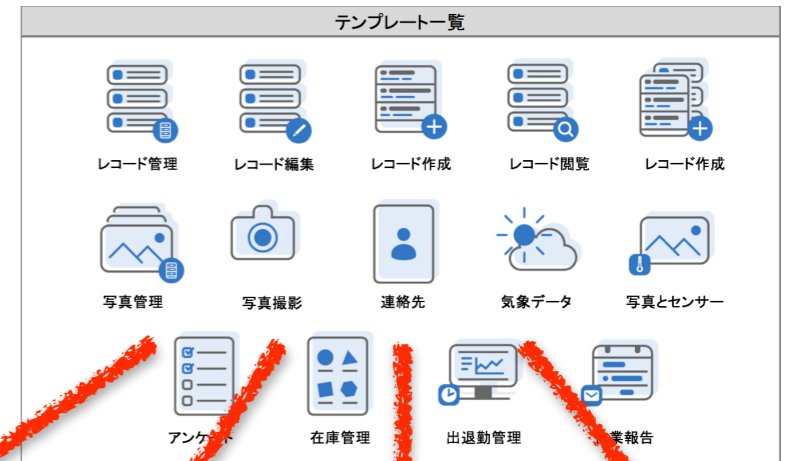 テンプレート一覧
レコード管理 レコード編集 レコード作成 レコード閲覧 レコード作成
写真管理 写真撮影 連絡先 気象データ 写真とセンサー
アンケート 在庫管理 出退勤管理 業報告